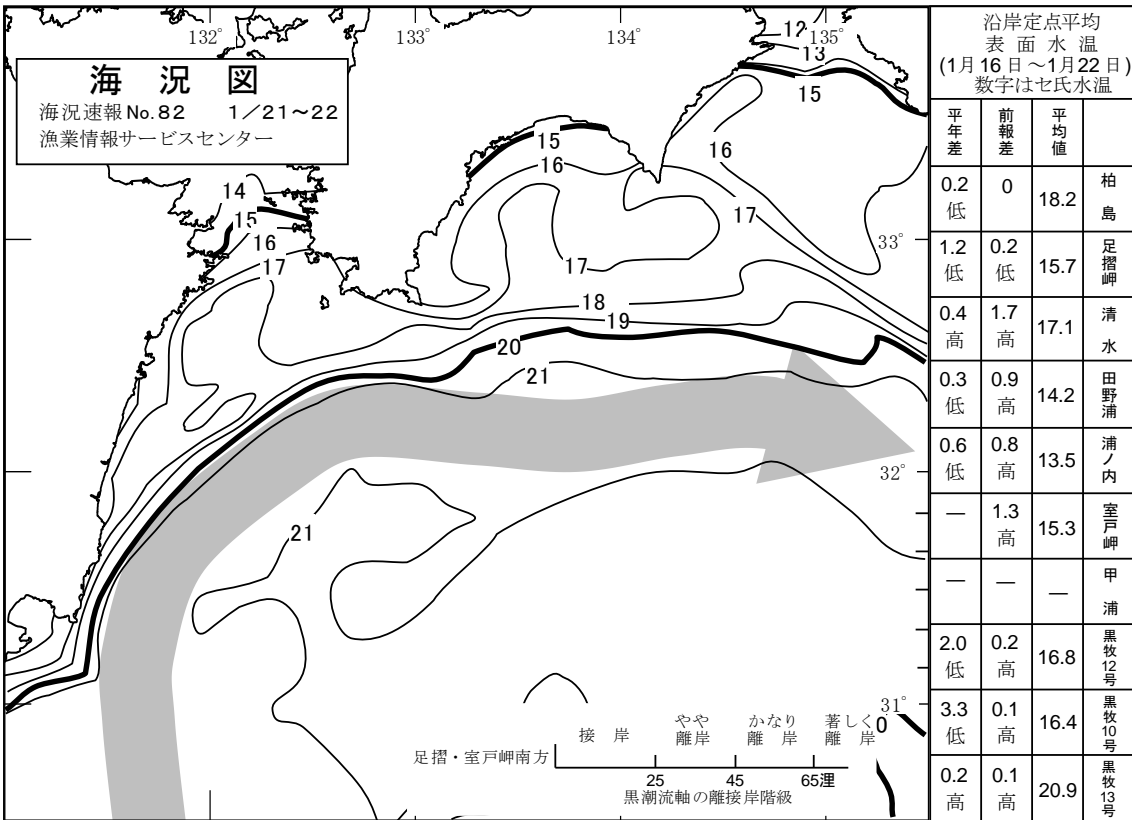 海況図
海況速報No.82 1/21~22
漁業情報サービスセンター
132° 133° 134° 135°
12
13
15
15
16
16
14
15
16
17
17
17
33°
18
19
20
21
32°
21
31°
0
接岸 やや離岸 かなり離岸 著しく離岸
足摺・室戸岬南方
25 45 65浬
黒潮流軸の離接岸階級
沿岸定点平均
表面水温
(1月16日~1月22日)
数字はセ氏水温
平年差 前報差 平均値
0.2低 0 18.2 柏島
1.2低 0.2低 15.7 足摺岬
0.4高 1.7高 17.1 清水
0.3低 0.9高 14.2 田野浦
0.6低 0.8高 13.5 浦ノ内
— 1.3高 15.3 室戸岬
— — — 甲浦
2.0低 0.2高 16.8 黒牧12号
3.3低 0.1高 16.4 黒牧10号
0.2高 0.1高 20.9 黒牧13号